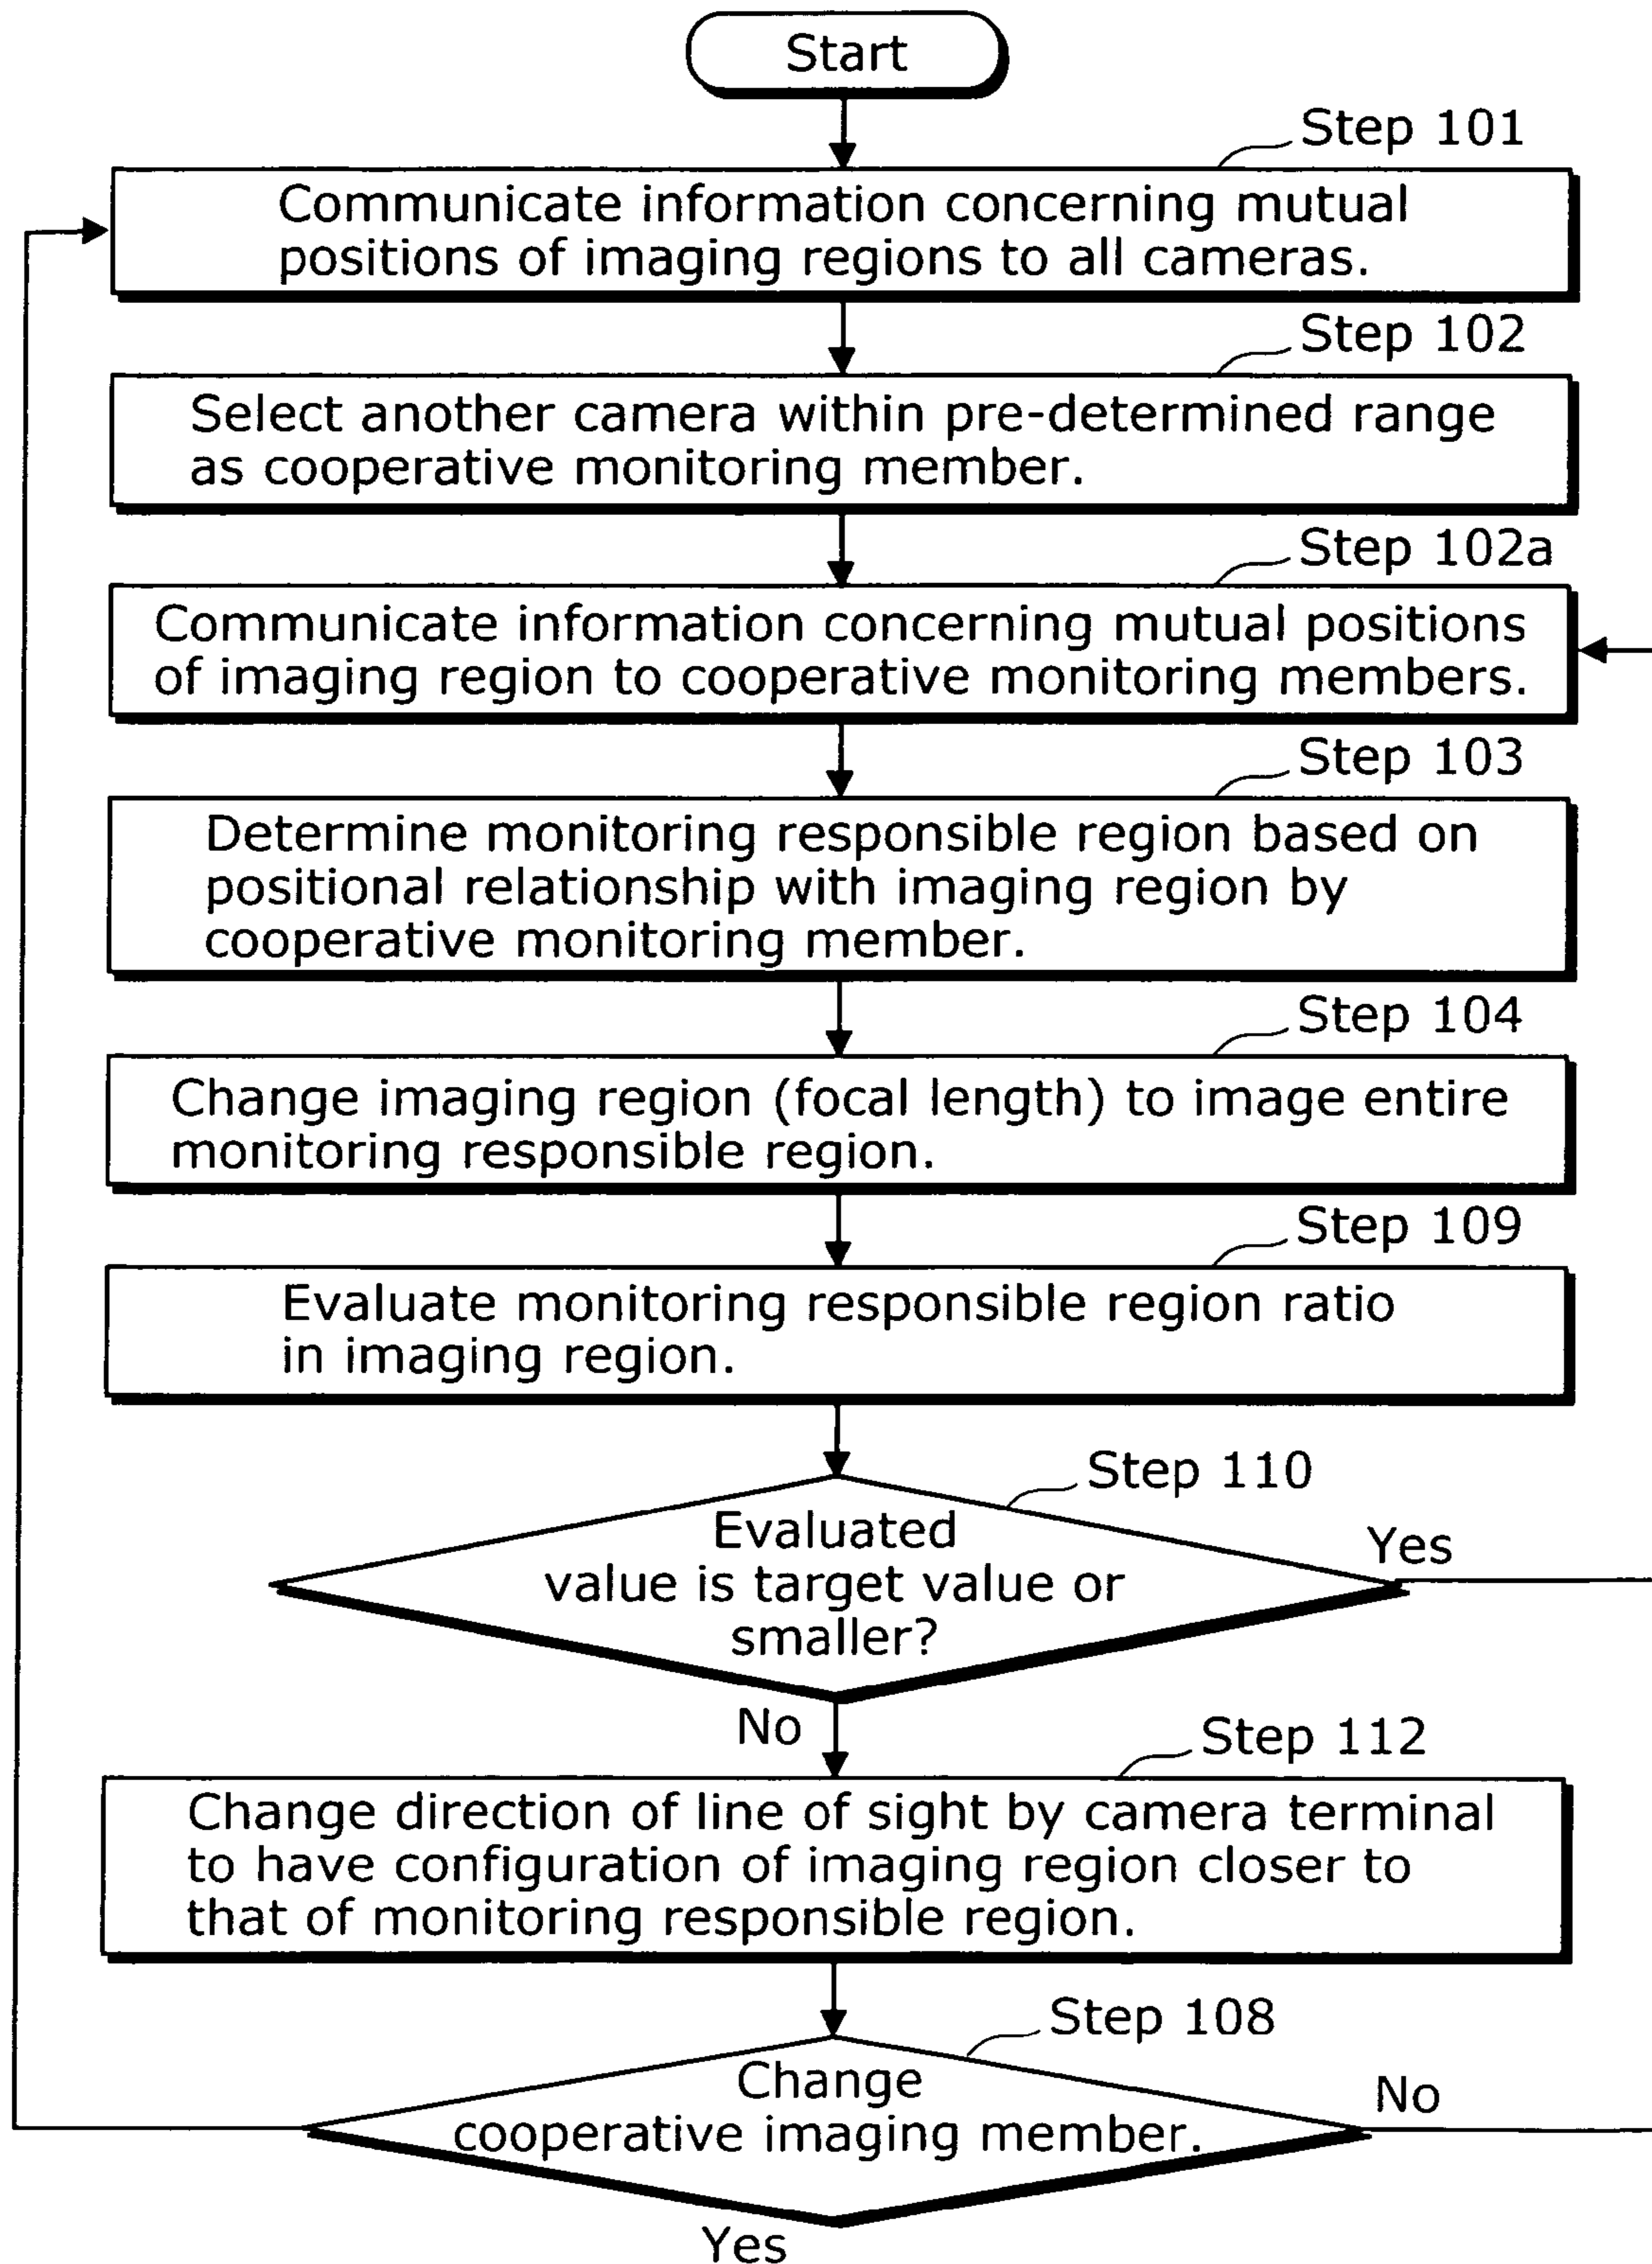 Start
Step 101
Communicate information concerning mutual
positions of imaging regions to all cameras.
Step 102
Select another camera within pre-determined range
as cooperative monitoring member.
Step 102a
Communicate information concerning mutual positions
of imaging region to cooperative monitoring members.
Step 103
Determine monitoring responsible region based on
positional relationship with imaging region by
cooperative monitoring member.
Step 104
Change imaging region (focal length) to image entire
monitoring responsible region.
Step 109
Evaluate monitoring responsible region ratio
in imaging region.
Step 110
Evaluated
value is target value or
smaller?
Yes
No
Step 112
Change direction of line of sight by camera terminal
to have configuration of imaging region closer to
that of monitoring responsible region.
Step 108
Change
cooperative imaging member.
No
Yes